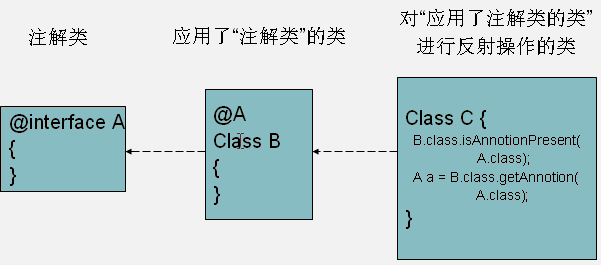 注解类
应用了“注解类”的类
对“应用了注解类的类”
进行反射操作的类
@interface A
{
}
@A
Class B
{
}
Class C {
B.class.isAnnotionPresent(
A.class);
A a = B.class.getAnnotion(
A.class);
}